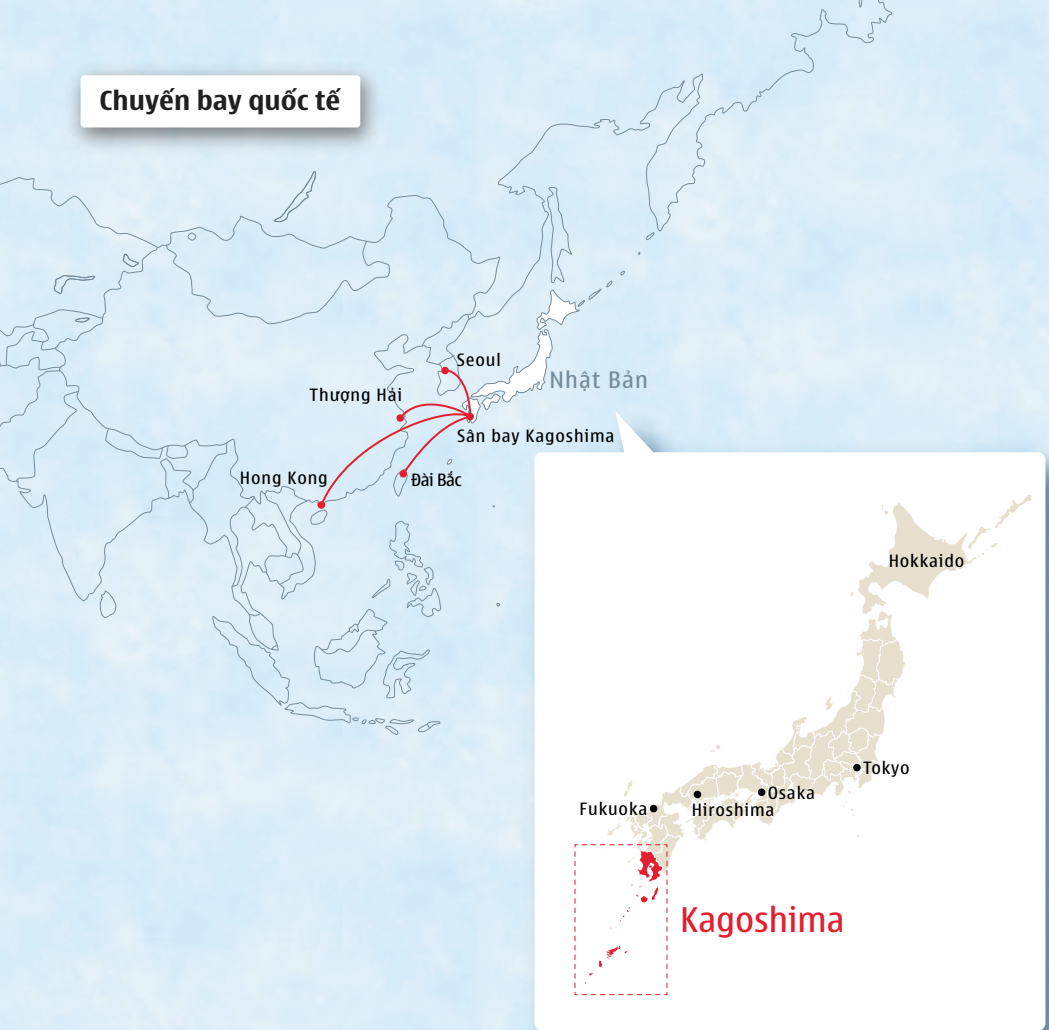 Chuyến bay quốc tế
Seoul
Nhật Bản
Thượng Hải
Sân bay Kagoshima
Hong Kong
Đài Bắc
Hokkaido
Tokyo
Osaka
Hiroshima
Fukuoka
Kagoshima